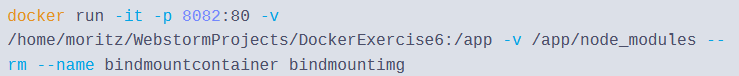 docker run -it -p 8082:80 -v
/home/moritz/WebstormProjects/DockerExercise6:/app -v /app/node_modules --
rm --name bindmountcontainer bindmountimg